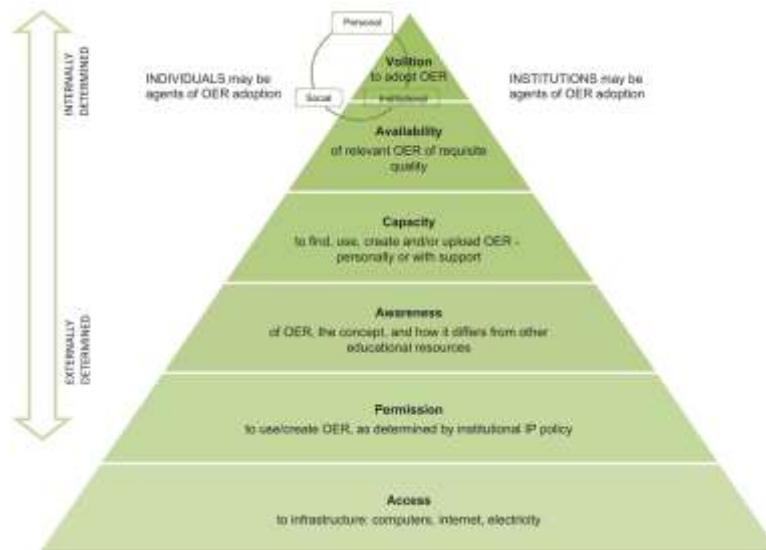 Personal
Social
Institutional
INTERNALLY
DETERMINED
EXTERNALLY
DETERMINED
INDIVIDUALS may be
agents of OER adoption
INSTITUTIONS may be
agents of OER adoption
Volition
to adopt OER
Availability
of relevant OER of requisite
quality
Capacity
to find, use, create and/or upload OER -
personally or with support
Awareness
of OER, the concept, and how it differs from other
educational resources
Permission
to use/create OER, as determined by institutional IP policy
Access
to infrastructure: computers, internet, electricity